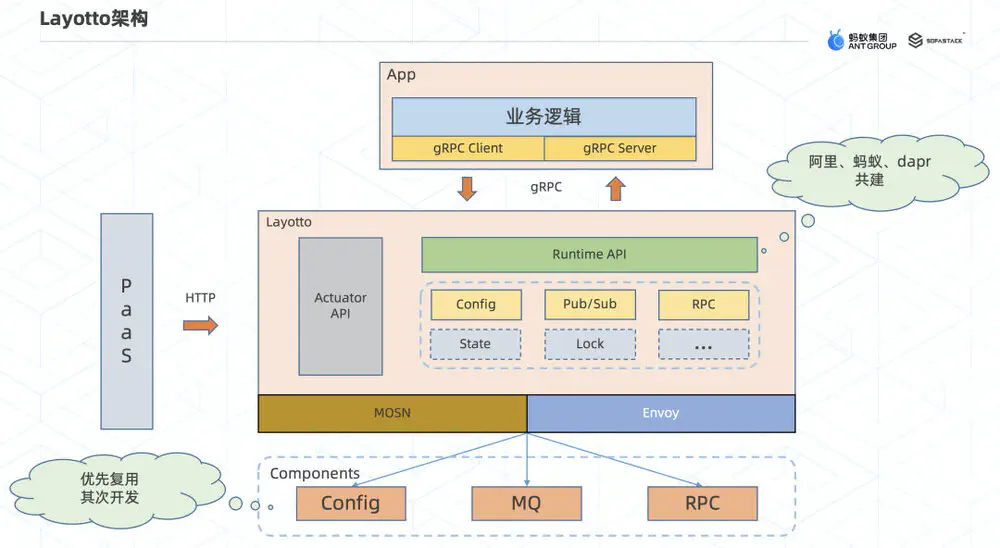 Layotto架构
蚂蚁集团
ANT GROUP
SOFASTACK
App
业务逻辑
gRPC Client
gRPC Server
gRPC
阿里、蚂蚁、dapr
共建
Layotto
Runtime API
Actuator
API
Config
Pub/Sub
RPC
State
Lock
...
PaaS
HTTP
MOSN
Envoy
优先复用
其次开发
Components
Config
MQ
RPC